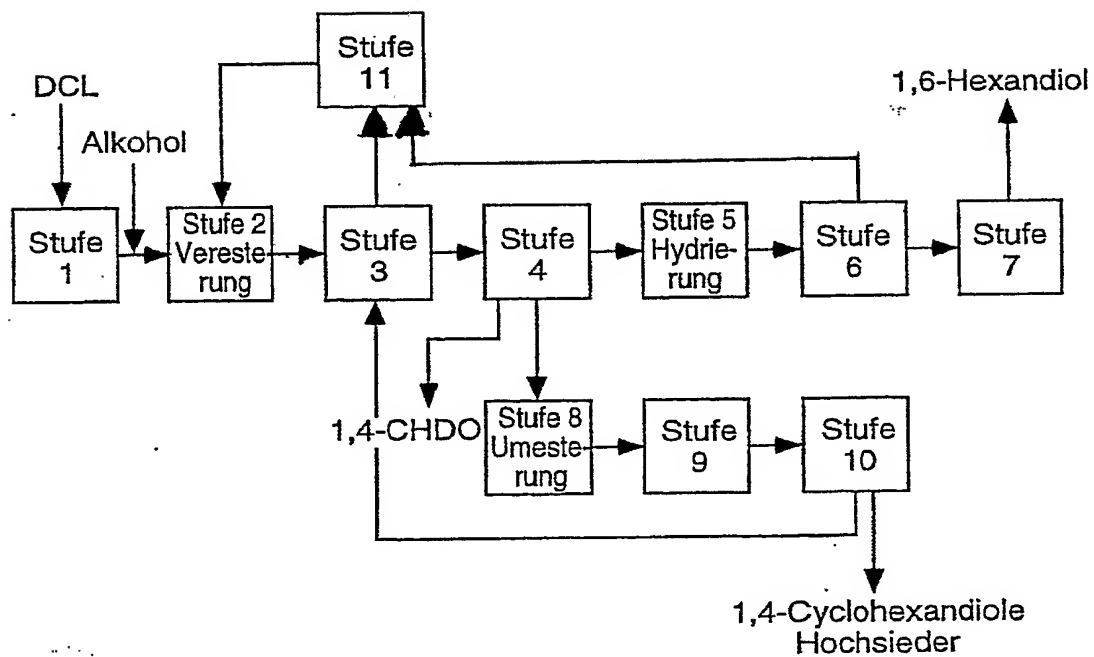 Stufe
11
DCL
1,6-Hexandiol
Alkohol
Stufe
1
Stufe 2
Vereste-
rung
Stufe
3
Stufe
4
Stufe 5
Hydrie-
rung
Stufe
6
Stufe
7
1,4-CHDO
Stufe 8
Umeste-
rung
Stufe
9
Stufe
10
1,4-Cyclohexandiole
Hochsieder